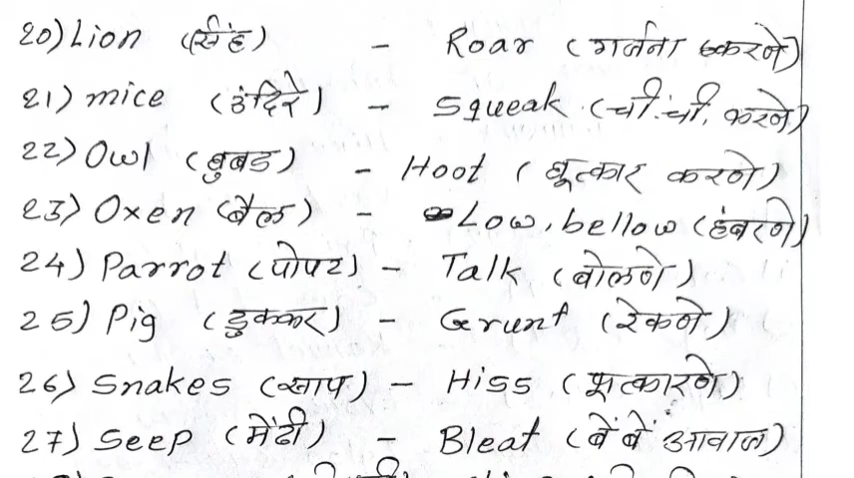 20) Lion (सिंह) - Roar (गर्जना करणे)
21) mice (उंदिरे) - Squeak (ची.ची. करणे)
22) Owl (घुबड) - Hoot (घूत्कार करणे)
23) Oxen (बैल) - Low, bellow (हंबरणे)
24) Parrot (पोपट) - Talk (बोलणे)
25) Pig (डुक्कर) - Grunt (रेकणे)
26) Snakes (साप) - Hiss (फूत्कारणे)
27) Seep (मेंढी) - Bleat (बें बें आवाज)